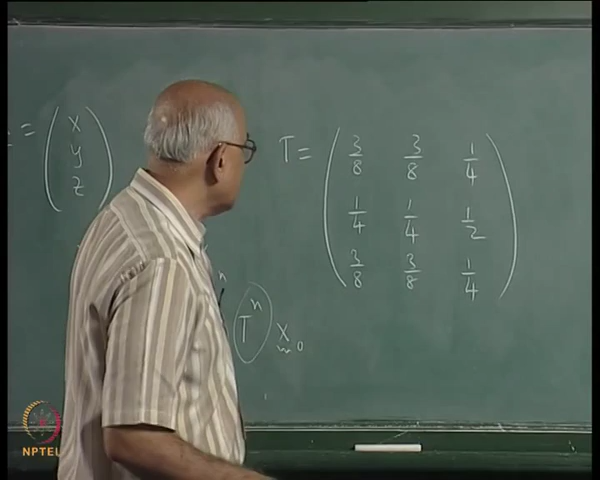 = ( x y z )
T = ( 3/8 3/8 1/4
1/4 1/4 1/2
3/8 3/8 1/4 )
n
T^n x_0
NPTEL